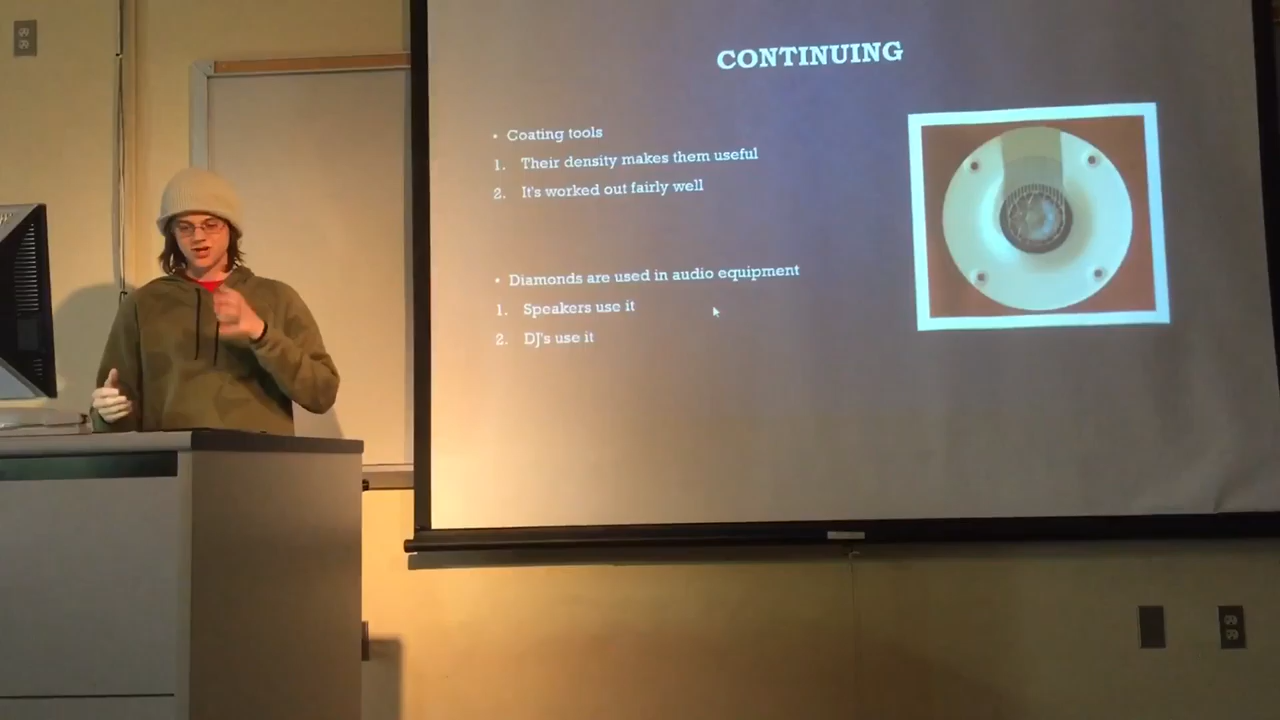 CONTINUING
• Coating tools
1. Their density makes them useful
2. It's worked out fairly well
• Diamonds are used in audio equipment
1. Speakers use it
2. DJ's use it